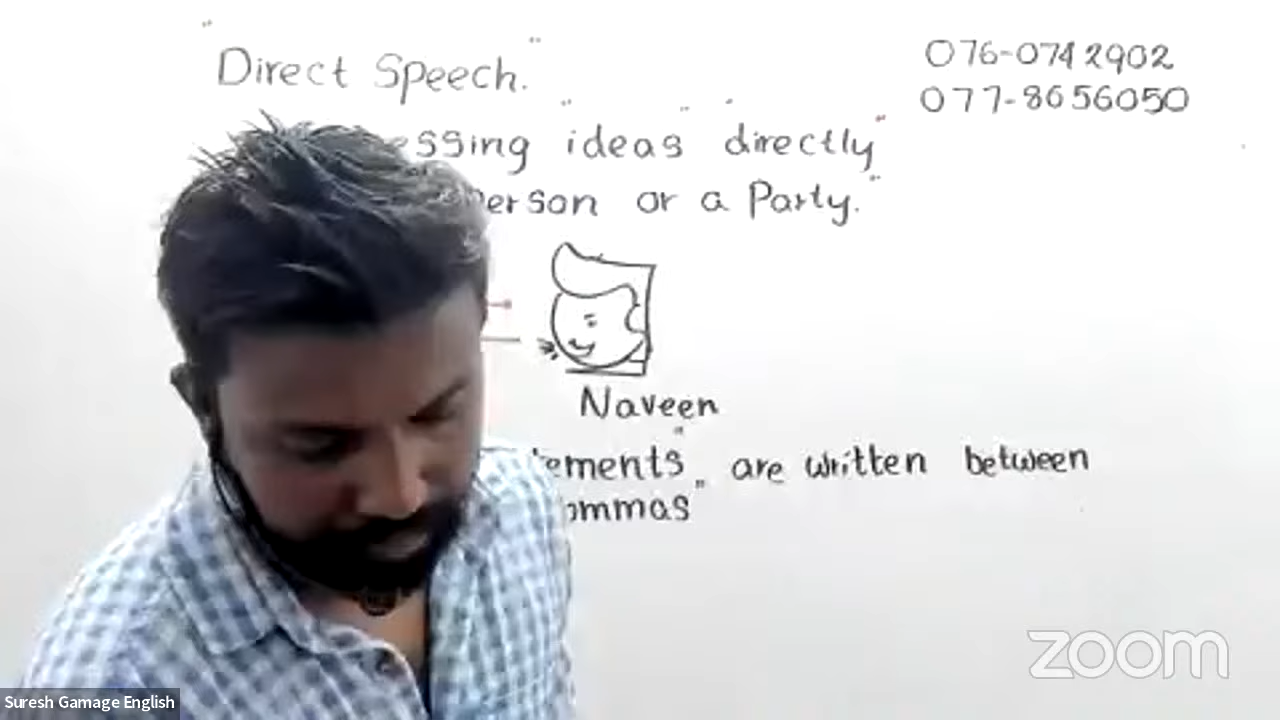 "Direct Speech."
"ideas" "directly"
or a Party."
Naveen
are written between
076-0742902
077-8656050
zoom
Suresh Gamage English